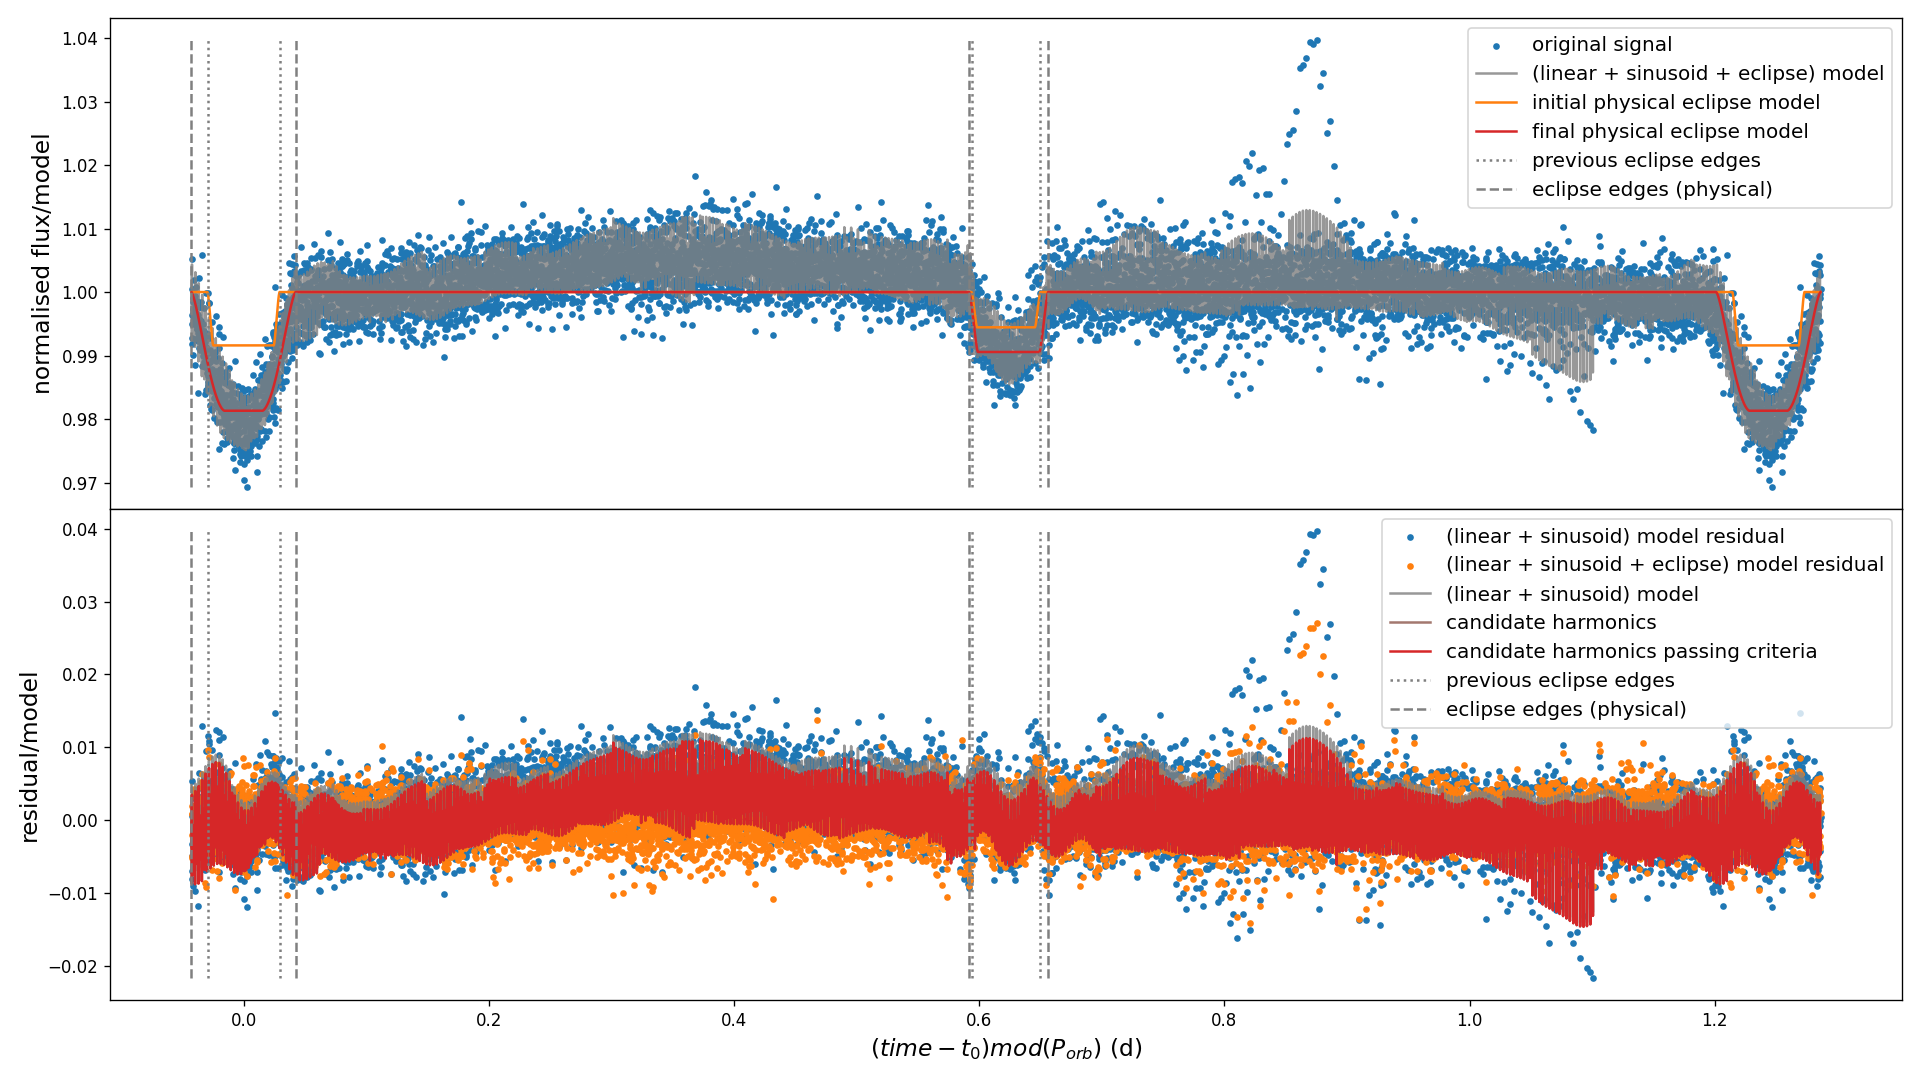 1.04
1.03
1.02
1.01
1.00
0.99
0.98
0.97
normalised flux/model
original signal
(linear + sinusoid + eclipse) model
initial physical eclipse model
final physical eclipse model
previous eclipse edges
eclipse edges (physical)
0.04
0.03
0.02
0.01
0.00
−0.01
−0.02
residual/model
(linear + sinusoid) model residual
(linear + sinusoid + eclipse) model residual
(linear + sinusoid) model
candidate harmonics
candidate harmonics passing criteria
previous eclipse edges
eclipse edges (physical)
0.0 0.2 0.4 0.6 0.8 1.0 1.2
(time − t₀)mod(Pₒᵣb) (d)